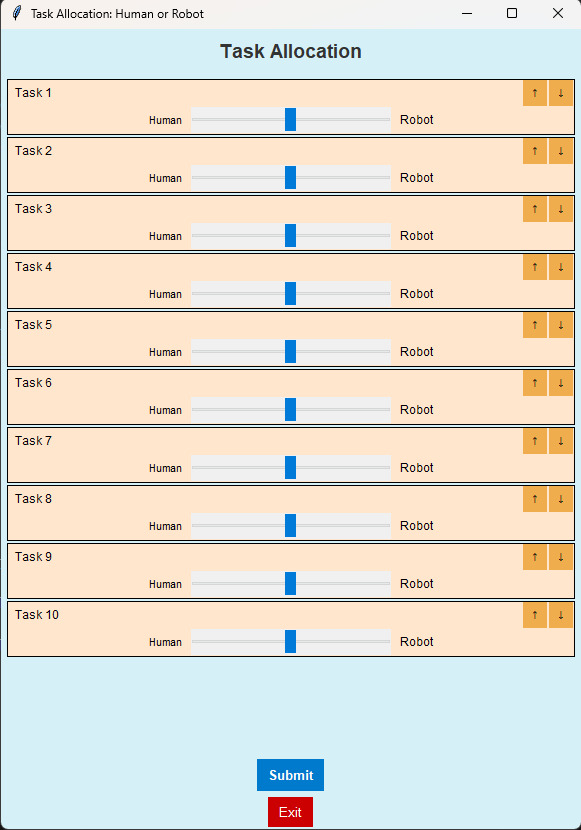 Task Allocation: Human or Robot
Task Allocation
Task 1 ↑ ↓
Human Robot
Task 2 ↑ ↓
Human Robot
Task 3 ↑ ↓
Human Robot
Task 4 ↑ ↓
Human Robot
Task 5 ↑ ↓
Human Robot
Task 6 ↑ ↓
Human Robot
Task 7 ↑ ↓
Human Robot
Task 8 ↑ ↓
Human Robot
Task 9 ↑ ↓
Human Robot
Task 10 ↑ ↓
Human Robot
Submit
Exit